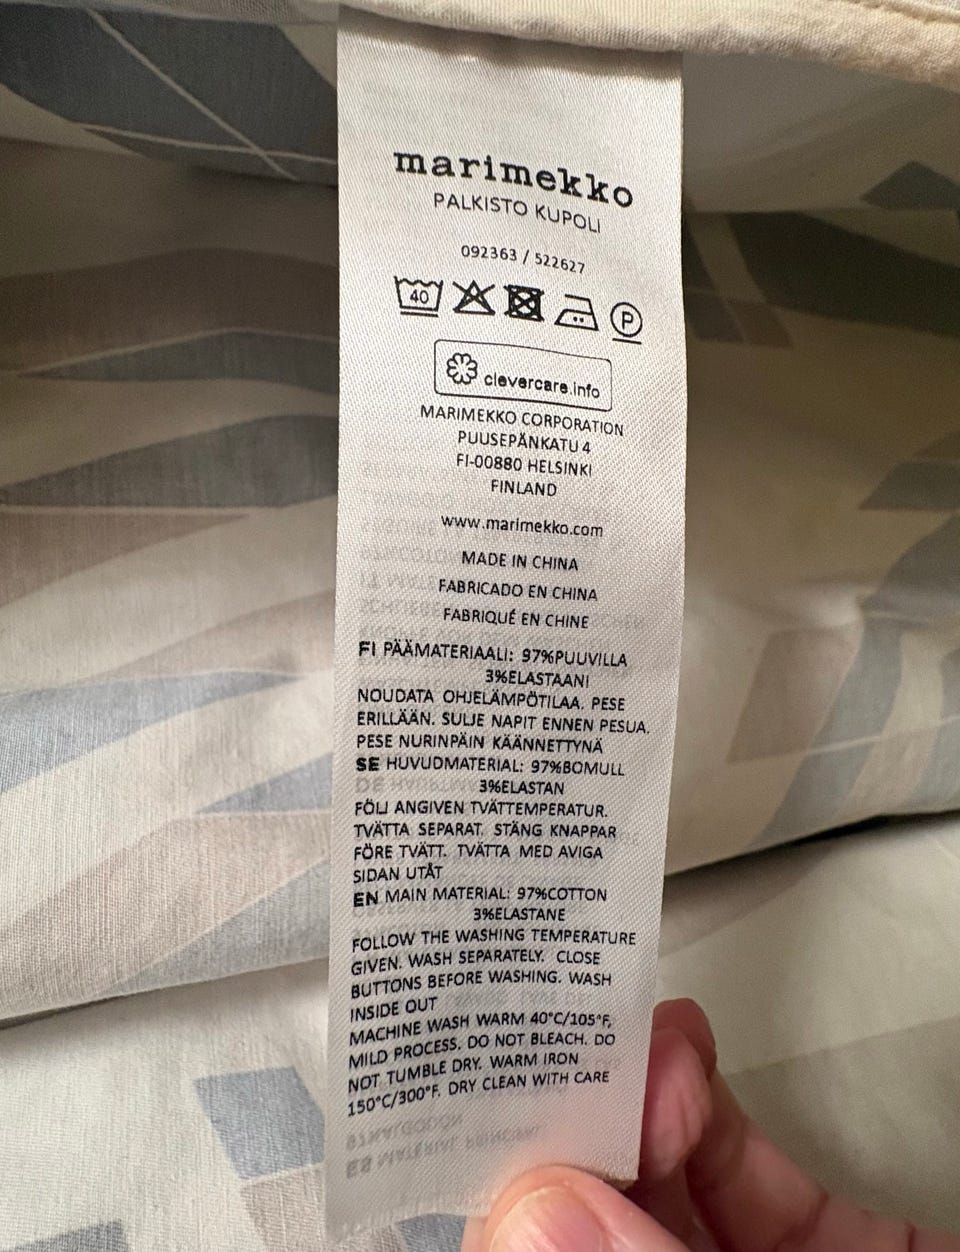 marimekko
PALKISTO KUPOLI
092363 / 522627
40 P
clevercare.info
MARIMEKKO CORPORATION
PUUSEPÄNKATU 4
FI-00880 HELSINKI
FINLAND
www.marimekko.com
MADE IN CHINA
FABRICADO EN CHINA
FABRIQUÉ EN CHINE
FI PÄÄMATERIAALI: 97%PUUVILLA
3%ELASTAANI
NOUDATA OHJELÄMPÖTILAA. PESE
ERILLÄÄN. SULJE NAPIT ENNEN PESUA.
PESE NURINPÄIN KÄÄNNETTYNÄ
SE HUVUDMATERIAL: 97%BOMULL
3%ELASTAN
FÖLJ ANGIVEN TVÄTTEMPERATUR.
TVÄTTA SEPARAT. STÄNG KNAPPAR
FÖRE TVÄTT. TVÄTTA MED AVIGA
SIDAN UTÅT
EN MAIN MATERIAL: 97%COTTON
3%ELASTANE
FOLLOW THE WASHING TEMPERATURE
GIVEN. WASH SEPARATELY. CLOSE
BUTTONS BEFORE WASHING. WASH
INSIDE OUT
MACHINE WASH WARM 40°C/105°F,
MILD PROCESS. DO NOT BLEACH. DO
NOT TUMBLE DRY. WARM IRON
150°C/300°F. DRY CLEAN WITH CARE